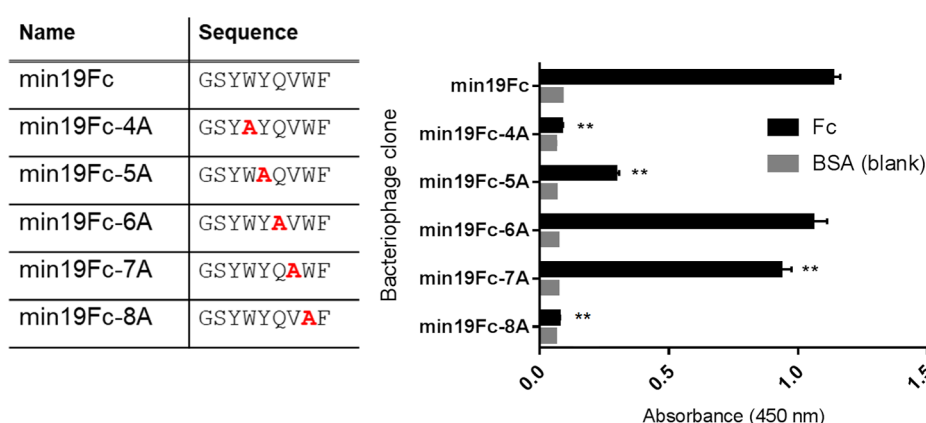 Name Sequence
min19Fc GSYWYQVWF
min19Fc-4A GSYAYQVWF
min19Fc-5A GSYWAQVWF
min19Fc-6A GSYWYAVWF
min19Fc-7A GSYWYQAWF
min19Fc-8A GSYWYQVAF
Bacteriophage clone
min19Fc
min19Fc-4A **
min19Fc-5A **
min19Fc-6A
min19Fc-7A **
min19Fc-8A **
Fc
BSA (blank)
0.0 0.5 1.0 1.5
Absorbance (450 nm)